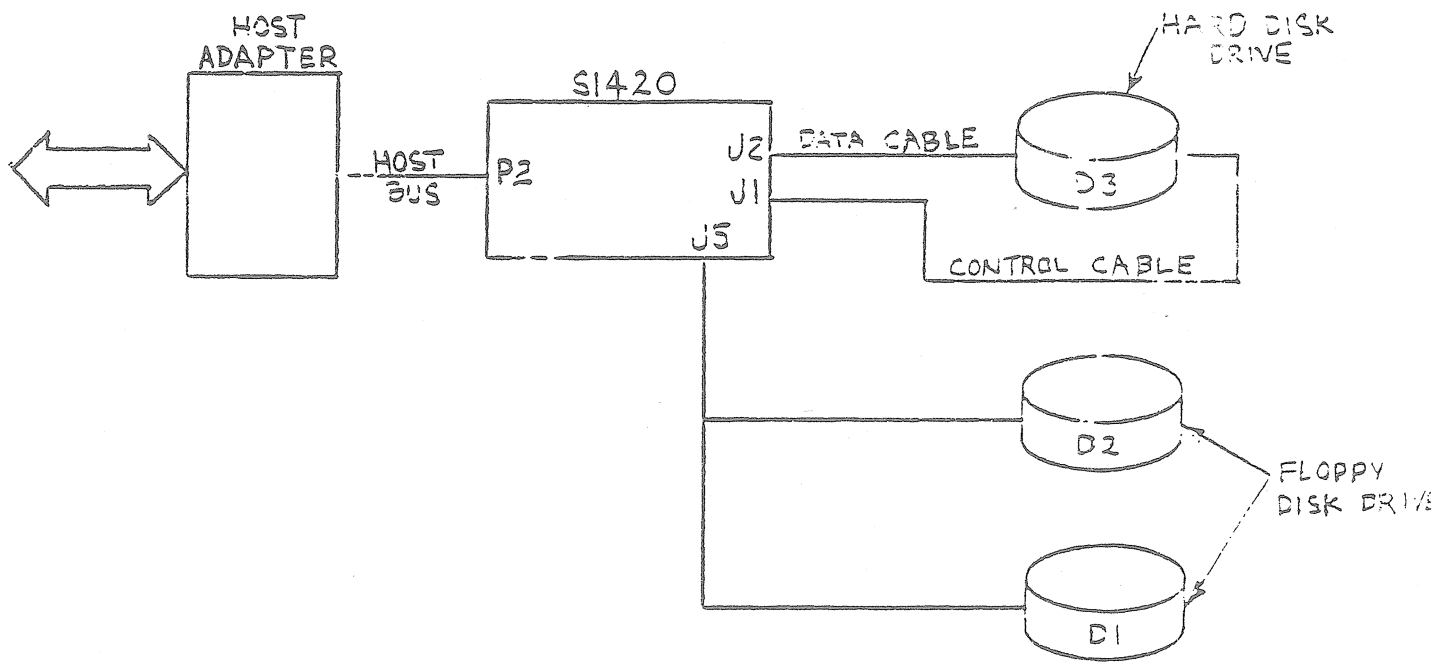 HOST
ADAPTER
S1420
HARD DISK
DRIVE
HOST
BUS
P2
J2
J1
J5
DATA CABLE
D3
CONTROL CABLE
D2
FLOPPY
DISK DRIVE
D1